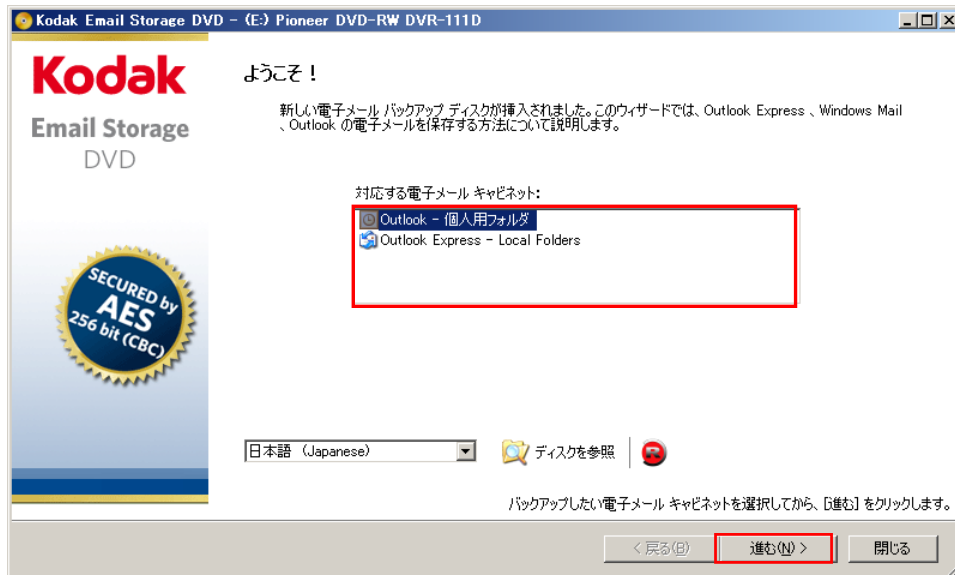 Kodak Email Storage DVD - (E:) Pioneer DVD-RW DVR-111D
Kodak
Email Storage
DVD
SECURED by
AES
256 bit (CBC)
ようこそ！
新しい電子メール バックアップ ディスクが挿入されました。このウィザードでは、Outlook Express 、Windows Mail
、Outlook の電子メールを保存する方法について説明します。
対応する電子メール キャビネット:
Outlook - 個人用フォルダ
Outlook Express - Local Folders
日本語 (Japanese)
ディスクを参照
バックアップしたい電子メール キャビネットを選択してから、[進む] をクリックします。
< 戻る(B)
進む(N) >
閉じる